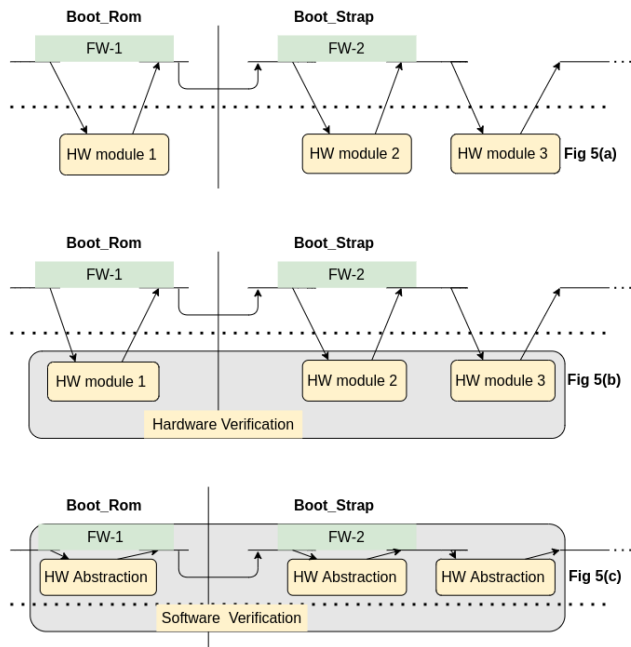 Boot_Rom Boot_Strap
FW-1 FW-2
HW module 1 HW module 2 HW module 3 Fig 5(a)
Boot_Rom Boot_Strap
FW-1 FW-2
HW module 1 HW module 2 HW module 3 Fig 5(b)
Hardware Verification
Boot_Rom Boot_Strap
FW-1 FW-2
HW Abstraction HW Abstraction HW Abstraction Fig 5(c)
Software Verification